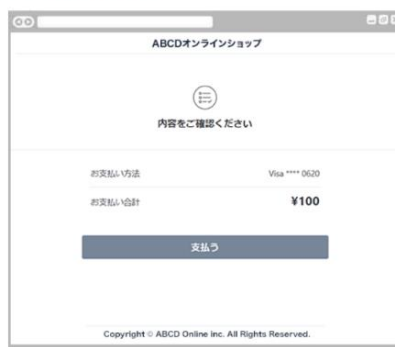 ABCDオンラインショップ
内容をご確認ください
お支払い方法 Visa **** 0620
お支払い合計 ¥100
支払う
Copyright © ABCD Online inc. All Rights Reserved.